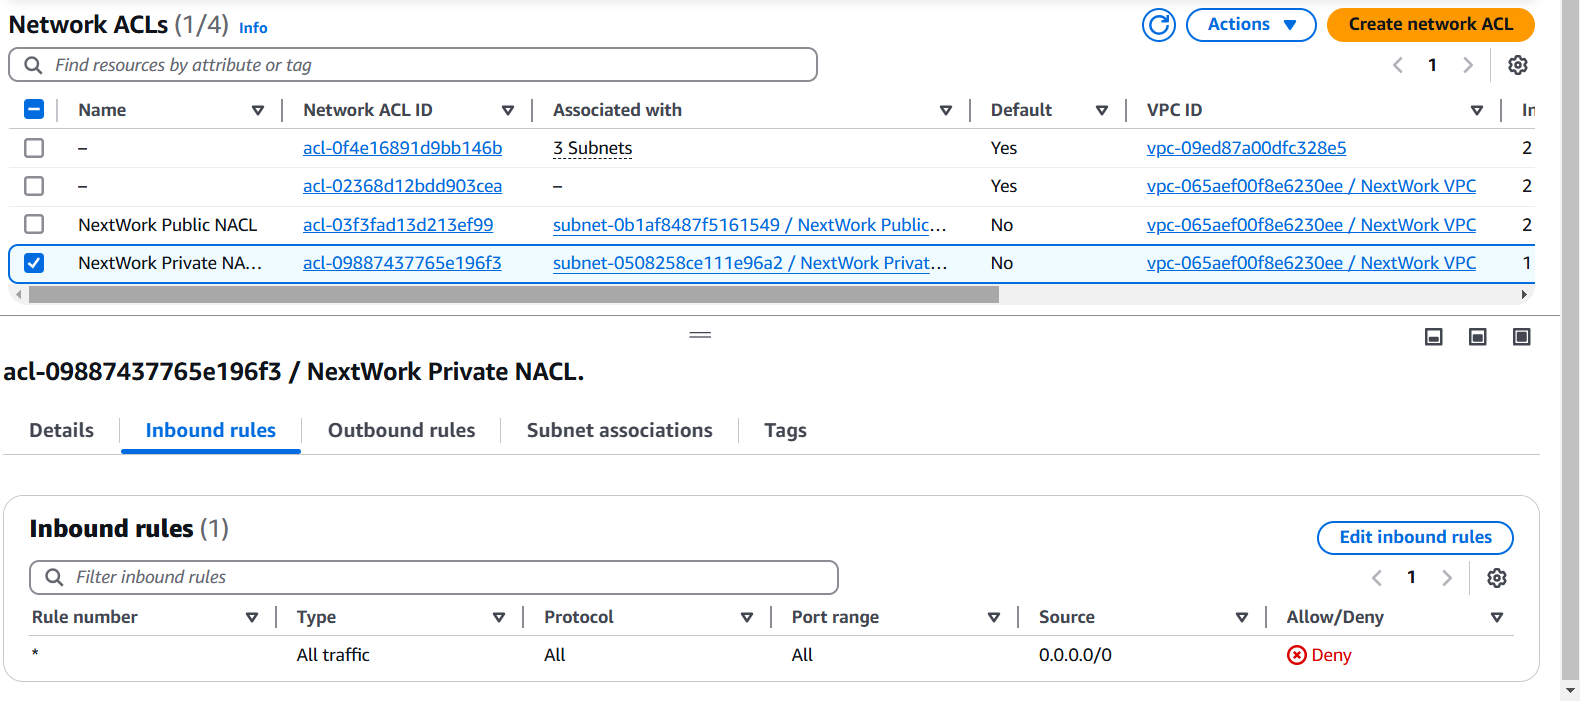 Network ACLs (1/4) Info
Actions
Create network ACL
Find resources by attribute or tag
1
Name Network ACL ID Associated with Default VPC ID In
– acl-0f4e16891d9bb146b 3 Subnets Yes vpc-09ed87a00dfc328e5 2
– acl-02368d12bdd903cea – Yes vpc-065aef00f8e6230ee / NextWork VPC 2
NextWork Public NACL acl-03f3fad13d213ef99 subnet-0b1af8487f5161549 / NextWork Public… No vpc-065aef00f8e6230ee / NextWork VPC 2
NextWork Private NA… acl-09887437765e196f3 subnet-0508258ce111e96a2 / NextWork Privat… No vpc-065aef00f8e6230ee / NextWork VPC 1
acl-09887437765e196f3 / NextWork Private NACL.
Details Inbound rules Outbound rules Subnet associations Tags
Inbound rules (1)
Edit inbound rules
Filter inbound rules
1
Rule number Type Protocol Port range Source Allow/Deny
* All traffic All All 0.0.0.0/0 Deny